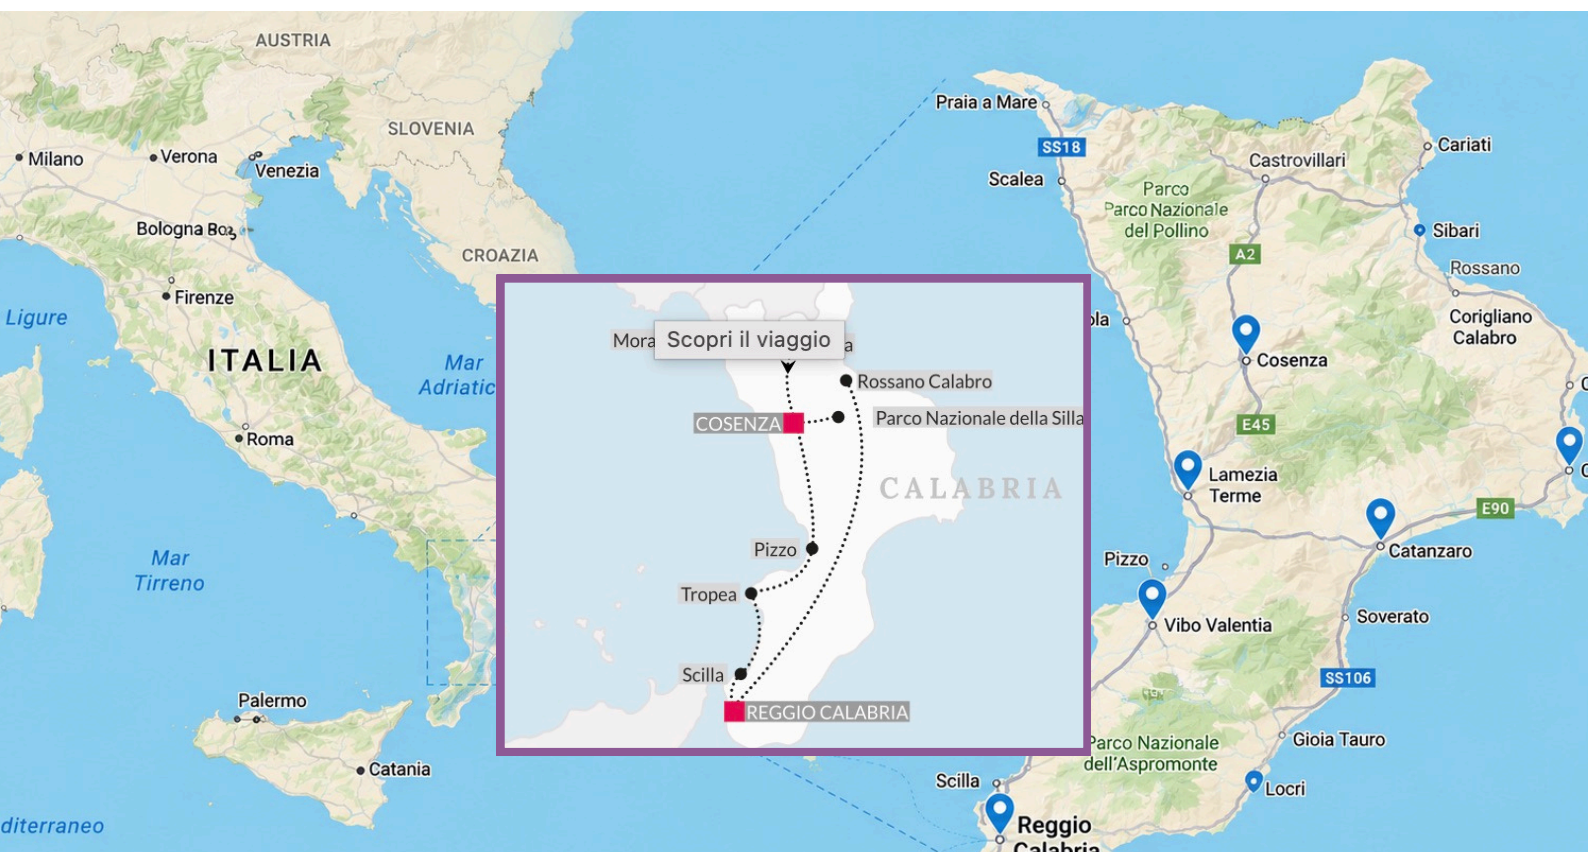 AUSTRIA
SLOVENIA
Milano
Verona
Venezia
Bologna
CROAZIA
Firenze
Ligure
ITALIA
Mar
Adriatic
Roma
Mar
Tirreno
Palermo
Catania
diterraneo
Mora
Scopri il viaggio
a
Rossano Calabro
COSENZA
Parco Nazionale della Silla
CALABRIA
Pizzo
Tropea
Scilla
REGGIO CALABRIA
Praia a Mare
SS18
Scalea
Castrovillari
Cariati
Parco
Parco Nazionale
del Pollino
Sibari
A2
Rossano
Corigliano
Calabro
ola
Cosenza
E45
Lamezia
Terme
E90
Catanzaro
Pizzo
Vibo Valentia
Soverato
SS106
Parco Nazionale
dell'Aspromonte
Gioia Tauro
Scilla
Locri
Reggio
Calabria